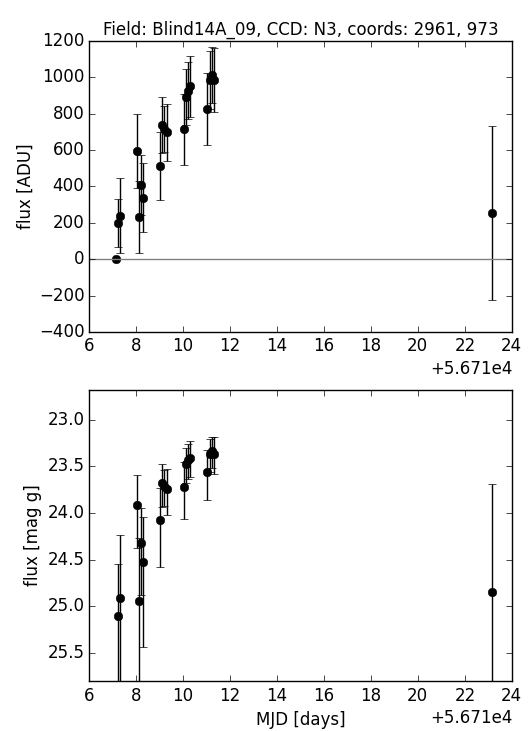 Field: Blind14A_09, CCD: N3, coords: 2961, 973
1200
1000
800
600
400
200
0
−200
−400
flux [ADU]
6 8 10 12 14 16 18 20 22 24
+5.671e4
23.0
23.5
24.0
24.5
25.0
25.5
flux [mag g]
6 8 10 12 14 16 18 20 22 24
MJD [days]
+5.671e4